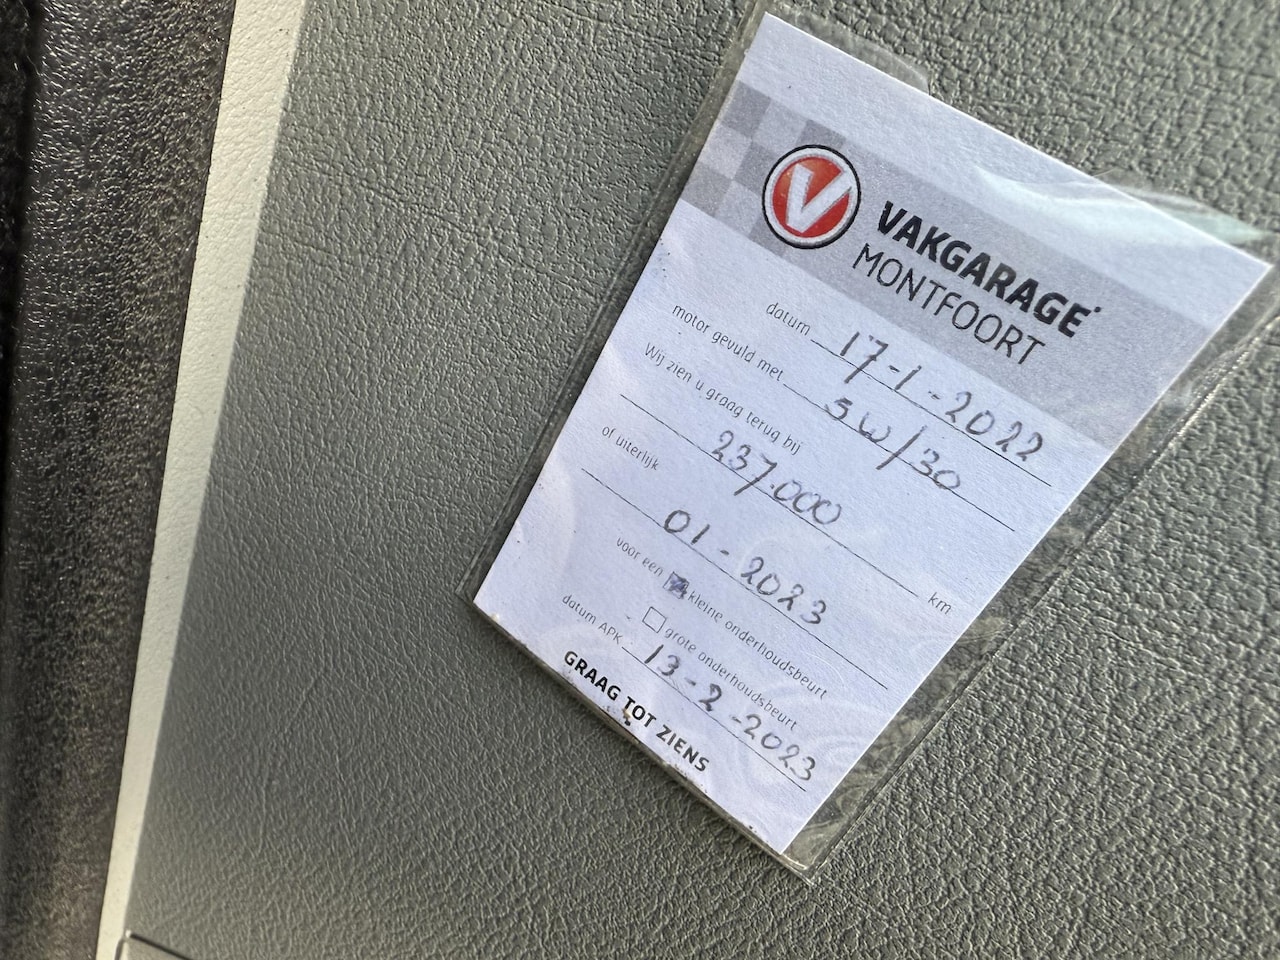 V
VAKGARAGE
MONTFOORT
datum 17-1-2022
motor gevuld met 5W/30
Wij zien u graag terug bij
237.000 km
of uiterlijk
01-2023
voor een kleine onderhoudsbeurt
grote onderhoudsbeurt
datum APK 13-2-2023
GRAAG TOT ZIENS